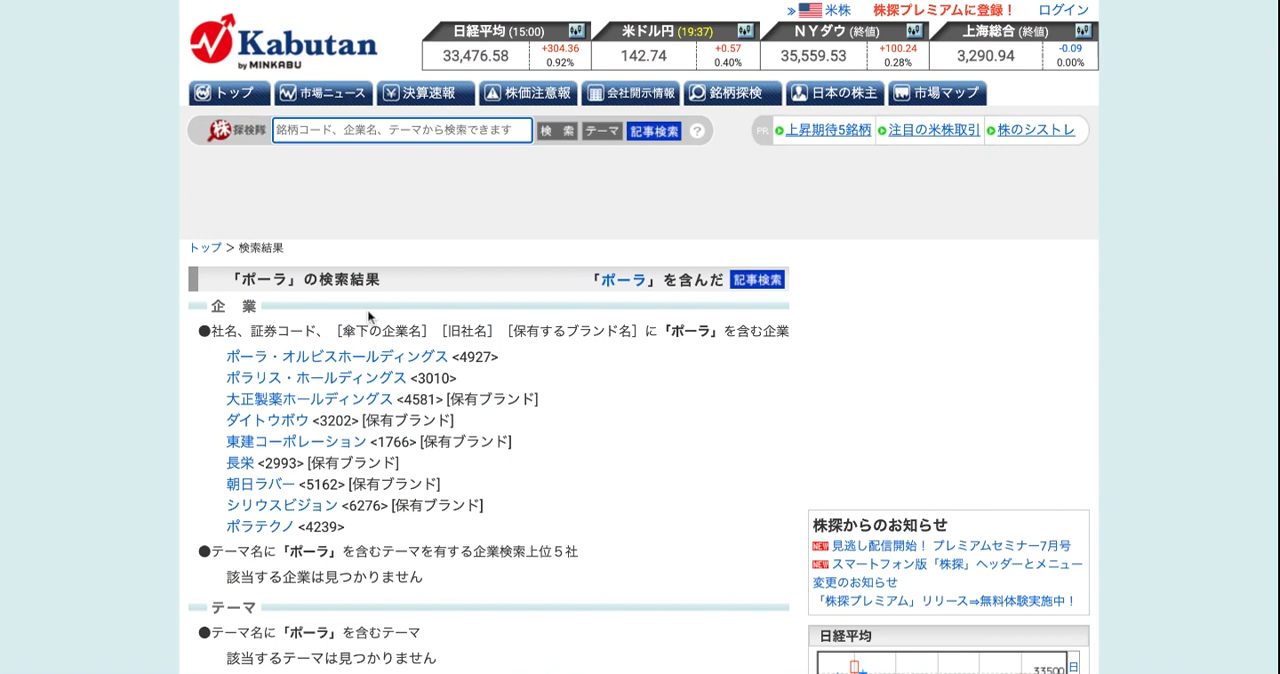 » 米株 株探プレミアムに登録！ ログイン
Kabutan
by MINKABU
日経平均 (15:00) 米ドル円 (19:37) NYダウ (終値) 上海総合 (終値)
33,476.58 +304.36 0.92% 142.74 +0.57 0.40% 35,559.53 +100.24 0.28% 3,290.94 -0.09 0.00%
トップ 市場ニュース 決算速報 株価注意報 会社開示情報 銘柄探検 日本の株主 市場マップ
株探検隊 銘柄コード、企業名、テーマから検索できます 検 索 テーマ 記事検索 ? PR 上昇期待5銘柄 注目の米株取引 株のシストレ
トップ > 検索結果
「ポーラ」の検索結果 「ポーラ」を含んだ 記事検索
企 業
●社名、証券コード、［傘下の企業名］［旧社名］［保有するブランド名］に「ポーラ」を含む企業
ポーラ・オルビスホールディングス <4927>
ポラリス・ホールディングス <3010>
大正製薬ホールディングス <4581> [保有ブランド]
ダイトウボウ <3202> [保有ブランド]
東建コーポレーション <1766> [保有ブランド]
長栄 <2993> [保有ブランド]
朝日ラバー <5162> [保有ブランド]
シリウスビジョン <6276> [保有ブランド]
ポラテクノ <4239>
●テーマ名に「ポーラ」を含むテーマを有する企業検索上位５社
該当する企業は見つかりません
テーマ
●テーマ名に「ポーラ」を含むテーマ
該当するテーマは見つかりません
株探からのお知らせ
NEW 見逃し配信開始！ プレミアムセミナー7月号
NEW スマートフォン版「株探」ヘッダーとメニュー
変更のお知らせ
「株探プレミアム」リリース⇒無料体験実施中！
日経平均
33500 日